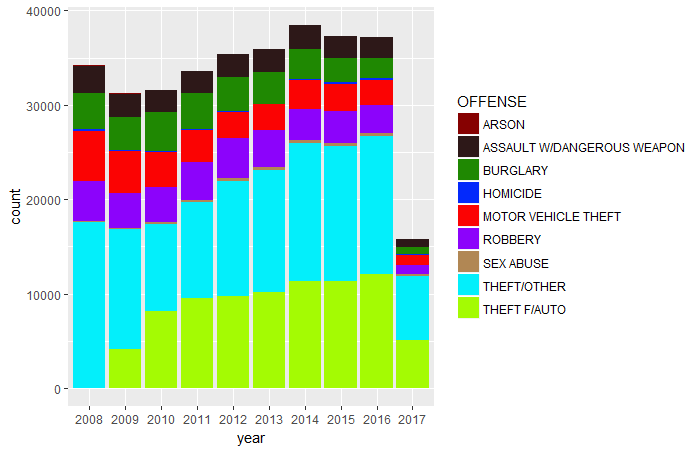 40000
30000
20000
10000
0
count
2008 2009 2010 2011 2012 2013 2014 2015 2016 2017
year
OFFENSE
ARSON
ASSAULT W/DANGEROUS WEAPON
BURGLARY
HOMICIDE
MOTOR VEHICLE THEFT
ROBBERY
SEX ABUSE
THEFT/OTHER
THEFT F/AUTO